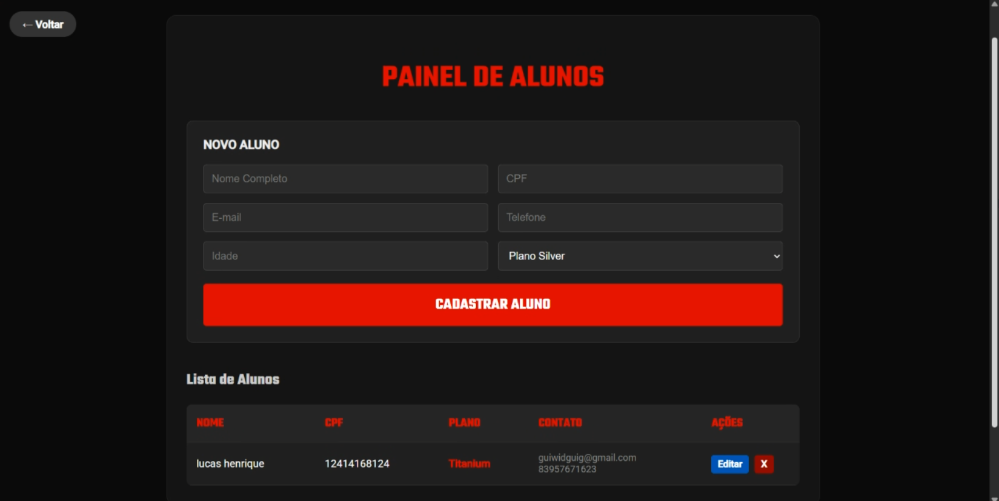 ← Voltar
PAINEL DE ALUNOS
NOVO ALUNO
Nome Completo
CPF
E-mail
Telefone
Idade
Plano Silver
CADASTRAR ALUNO
Lista de Alunos
NOME CPF PLANO CONTATO AÇÕES
lucas henrique 12414168124 Titanium guiwidguig@gmail.com
83957671623
Editar X